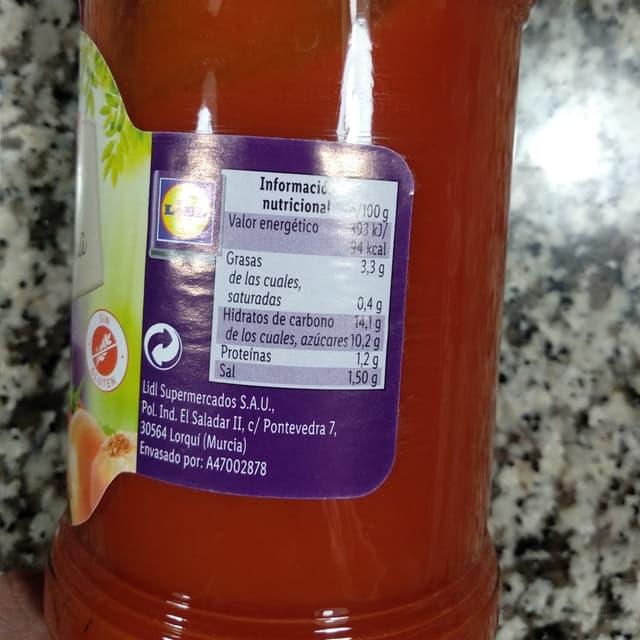 LIDL
Informació
nutricional /100 g
Valor energético 393 kJ/
94 kcal
Grasas 3,3 g
de las cuales,
saturadas 0,4 g
Hidratos de carbono 14,1 g
de los cuales, azúcares 10,2 g
Proteínas 1,2 g
Sal 1,50 g
SIN
GLUTEN
Lidl Supermercados S.A.U.,
Pol. Ind. El Saladar II, c/ Pontevedra 7,
30564 Lorquí (Murcia)
Envasado por: A47002878